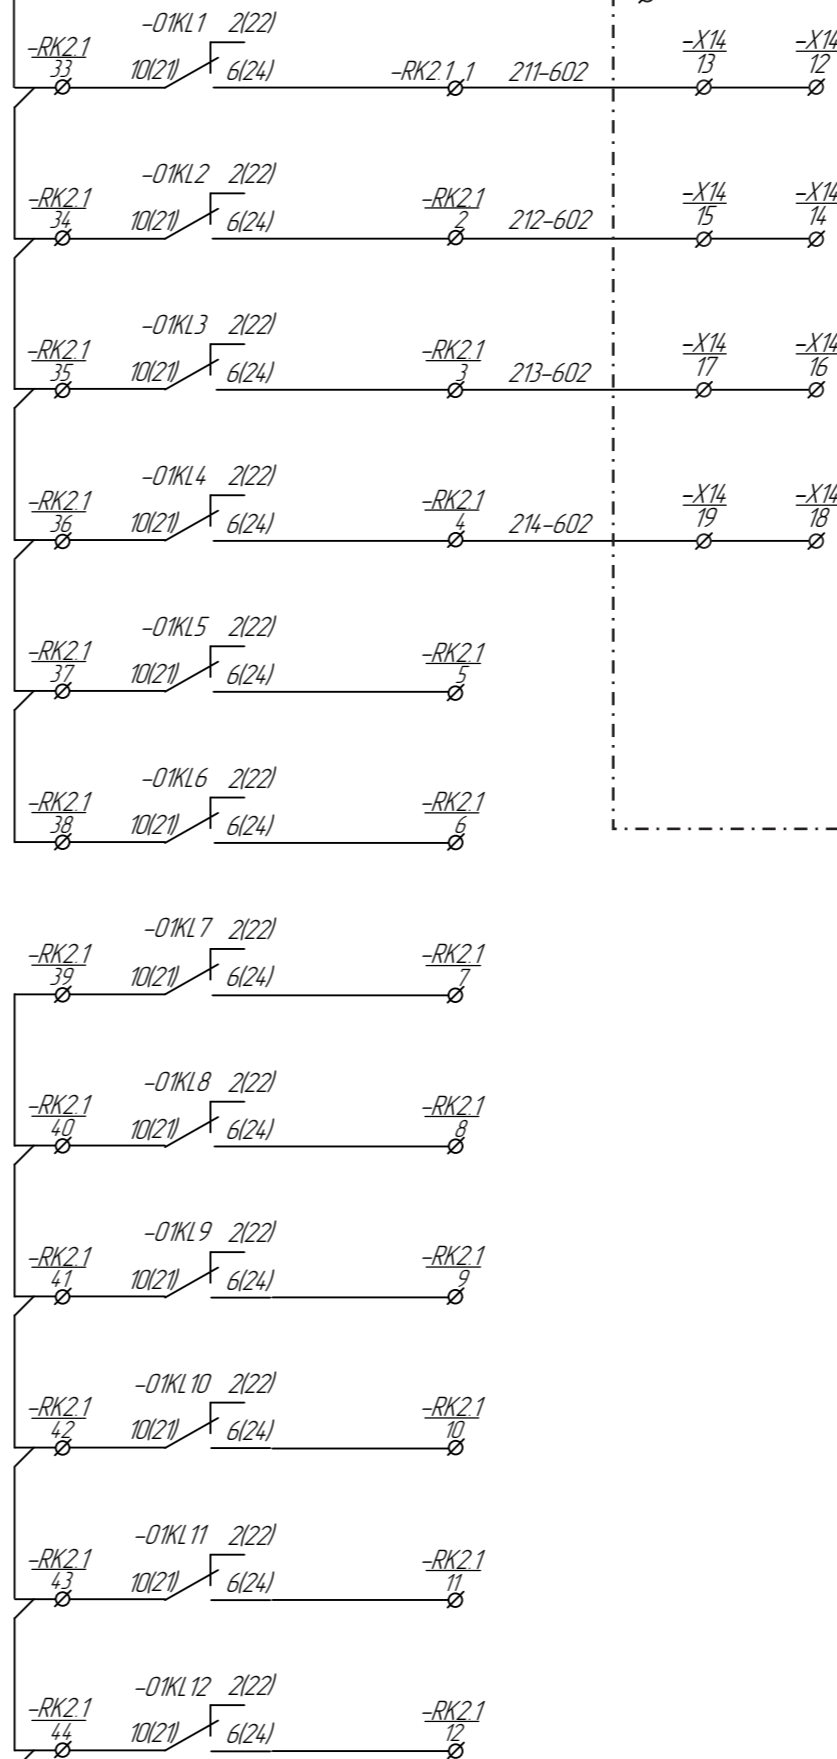 -01KL1 2(22)
-RK2.1
33
10(21) 6(24)
-RK2.1 1
211-602
-X14
13
-X14
12
-01KL2 2(22)
-RK2.1
34
10(21) 6(24)
-RK2.1
2
212-602
-X14
15
-X14
14
-01KL3 2(22)
-RK2.1
35
10(21) 6(24)
-RK2.1
3
213-602
-X14
17
-X14
16
-01KL4 2(22)
-RK2.1
36
10(21) 6(24)
-RK2.1
4
214-602
-X14
19
-X14
18
-01KL5 2(22)
-RK2.1
37
10(21) 6(24)
-RK2.1
5
-01KL6 2(22)
-RK2.1
38
10(21) 6(24)
-RK2.1
6
-01KL7 2(22)
-RK2.1
39
10(21) 6(24)
-RK2.1
7
-01KL8 2(22)
-RK2.1
40
10(21) 6(24)
-RK2.1
8
-01KL9 2(22)
-RK2.1
41
10(21) 6(24)
-RK2.1
9
-01KL10 2(22)
-RK2.1
42
10(21) 6(24)
-RK2.1
10
-01KL11 2(22)
-RK2.1
43
10(21) 6(24)
-RK2.1
11
-01KL12 2(22)
-RK2.1
44
10(21) 6(24)
-RK2.1
12